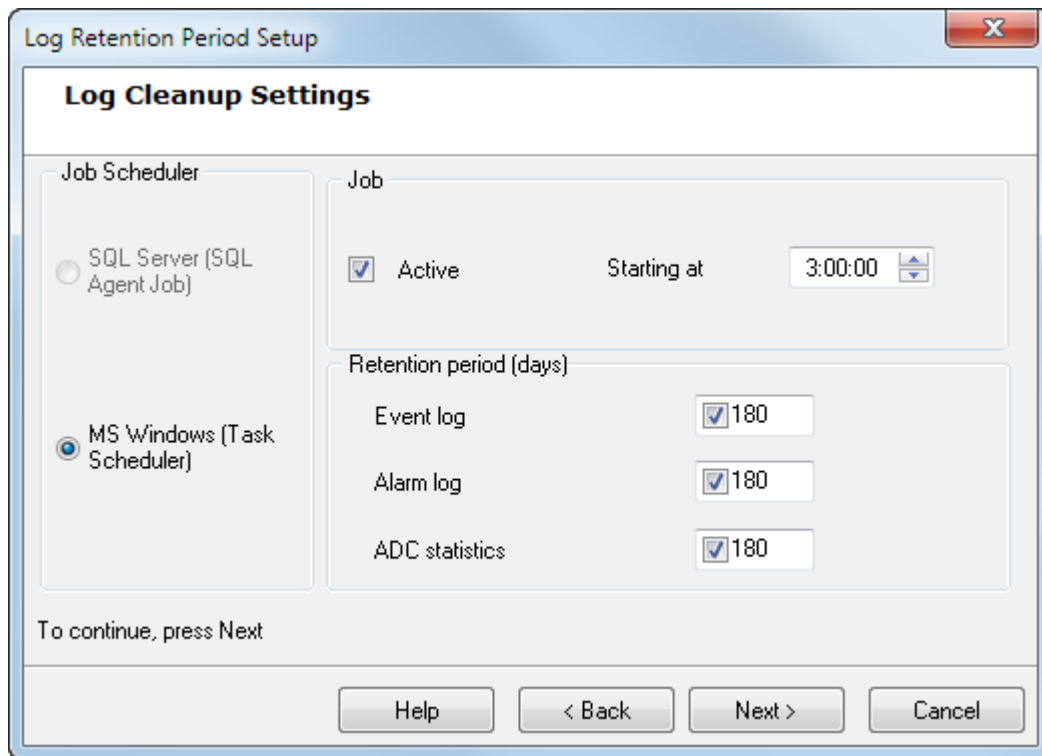 Log Retention Period Setup
Log Cleanup Settings
Job Scheduler
SQL Server (SQL
Agent Job)
MS Windows (Task
Scheduler)
Job
Active
Starting at
3:00:00
Retention period (days)
Event log
180
Alarm log
180
ADC statistics
180
To continue, press Next
Help
< Back
Next >
Cancel